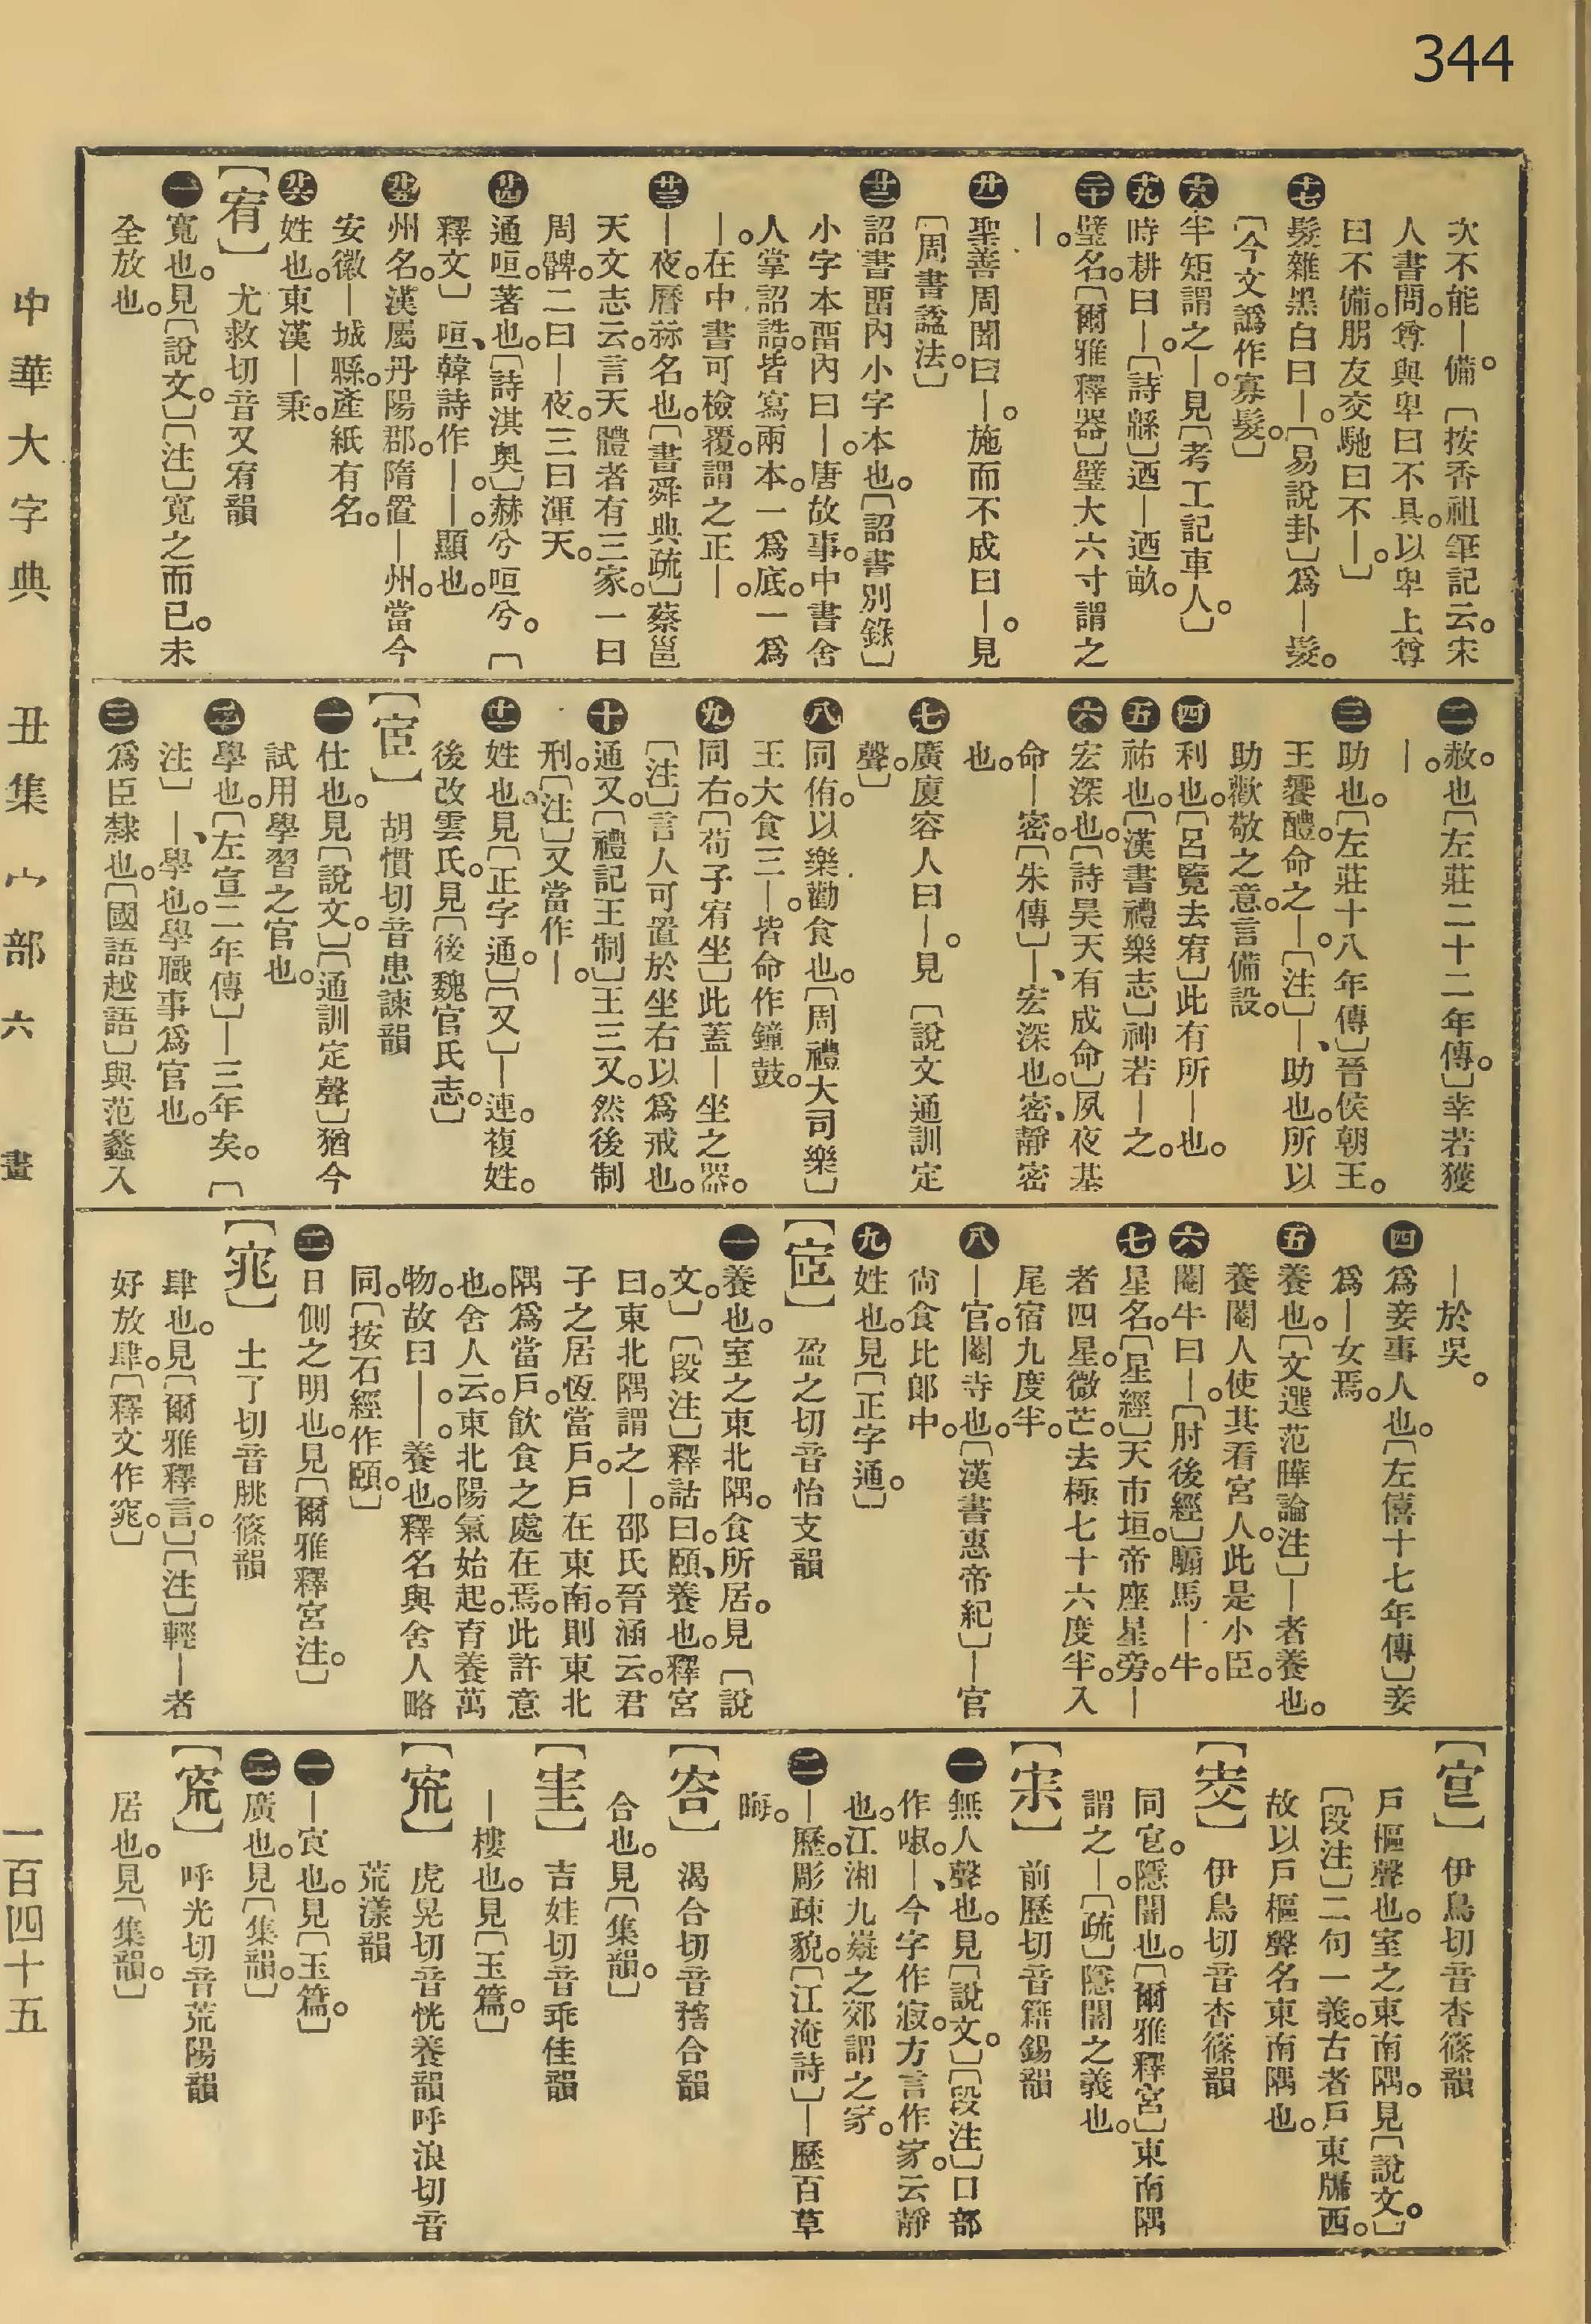 344
次不能｜備。〔按香祖筆記云。宋
人書問。尊與卑曰不具。以卑上尊
曰不備。朋友交馳曰不｜。〕
十七 髮雜黑白曰｜。〔易說卦〕爲｜髮。
〔今文譌作寡髮。〕
十八 半矩謂之｜。見〔考工記車人。〕
十九 時耕曰｜。〔詩緜〕迺｜迺畝。
二十 璧名。〔爾雅釋器〕璧大六寸謂之
｜。
廿一 聖善周聞曰｜。施而不成曰｜。見
〔周書諡法。〕
廿二 詔書畱內小字本也。〔詔書別錄〕
小字本畱內曰｜。唐故事。中書舍
人掌詔誥。皆寫兩本。一爲底。一爲
｜。在中書可檢覆。謂之正｜。
廿三 ｜夜。曆祘名也。〔書舜典疏〕蔡邕
天文志云。言天體者有三家。一曰
周髀。二曰｜夜。三曰渾天。
廿四 通咺。著也。〔詩淇奧〕赫兮咺兮。〔
釋文〕咺、韓詩作｜。｜。顯也。
廿五 州名。漢屬丹陽郡。隋置｜州。當今
安徽｜城縣。產紙有名。
廿六 姓也。東漢｜秉。
【宥】尤救切音又宥韻
一 寬也。見〔說文。〕〔注〕寬之而已。未
全放也。
二 赦也。〔左莊二十二年傳。〕幸若獲
｜。
三 助也。〔左莊十八年傳〕晉侯朝王。
王饗醴。命之｜。〔注〕｜、助也。所以
助歡敬之意。言備設。
四 利也。〔呂覽去宥〕此有所｜也。
五 祐也。〔漢書禮樂志〕神若｜之。
六 宏深也。〔詩昊天有成命〕夙夜基
命｜密。〔朱傳〕｜、宏深也。密、靜密
也。
七 廣廈容人曰｜。見〔說文通訓定
聲。〕
八 同侑。以樂勸食也。〔周禮大司樂〕
王大食三｜。皆命作鐘鼓。
九 同右。〔荀子宥坐〕此蓋｜坐之器。
〔注〕言人可置於坐右以爲戒也。
十 通又。〔禮記王制〕王三又。然後制
刑。〔注〕又當作｜。
十一 姓也。見〔正字通。〕〔又〕｜連。複姓。
後改雲氏。見〔後魏官氏志。〕
【宦】胡慣切音患諫韻
一 仕也。見〔說文。〕〔通訓定聲〕猶今
試用學習之官也。
二 學也。〔左宣二年傳〕｜三年矣。〔
注〕｜、學也。學職事爲官也。
三 爲臣隸也。〔國語越語〕與范蠡入
｜於吳。
四 爲妾事人也。〔左僖十七年傳〕妾
爲｜女焉。
五 養也。〔文選范曄論注〕｜者養也。
養閹人使其看宮人。此是小臣。
六 閹牛曰｜。〔肘後經〕騸馬｜牛。
七 星名。〔星經〕天市垣。帝座星旁。｜
者四星。微芒。去極七十六度半。入
尾宿九度半。
八 ｜官。閹寺也。〔漢書惠帝紀〕｜官
尚食比郎中。
九 姓也。見〔正字通。〕
【宧】盈之切音怡支韻
一 養也。室之東北隅。食所居。見〔說
文。〕〔段注〕釋詁曰。頤、養也。釋宮
曰。東北隅謂之｜。邵氏晉涵云。君
子之居恆當戶。戶在東南。則東北
隅爲當戶。飲食之處在焉。此許意
也。舍人云。東北陽氣始起。育養萬
物。故曰｜。｜。養也。釋名與舍人略
同。〔按石經作頤。〕
二 日側之明也。見〔爾雅釋宮注。〕
【宨】土了切音朓篠韻
肆也。見〔爾雅釋言。〕〔注〕輕｜者
好放肆。〔釋文作窕。〕
【㝔】伊鳥切音杳篠韻
戶樞聲也。室之東南隅。見〔說文。〕
〔段注〕二句一義。古者戶東牖西。
故以戶樞聲名東南隅也。
【㝘】伊鳥切音杳篠韻
同㝔。隱闇也。〔爾雅釋宮〕東南隅
謂之｜。〔疏〕隱闇之義也。
【宋】前歷切音籍錫韻
一 無人聲也。見〔說文。〕〔段注〕口部
作㖆。｜、今字作寂。方言作家。云靜
也。江湘九嶷之郊謂之家。
二 ｜歷。彫疎貌。〔江淹詩〕｜歷百草
晦。
【㝓】渴合切音㪉合韻
合也。見〔集韻。〕
吉娃切音乖佳韻
｜樓也。見〔玉篇。〕
【㝑】虎晃切音恍養韻呼浪切音
荒漾韻
一 ｜㝗也。見〔玉篇。〕
二 廣也。見〔集韻。〕
呼光切音荒陽韻
居也。見〔集韻。〕
中華大字典　丑集　宀部　六　畫　一百四十五